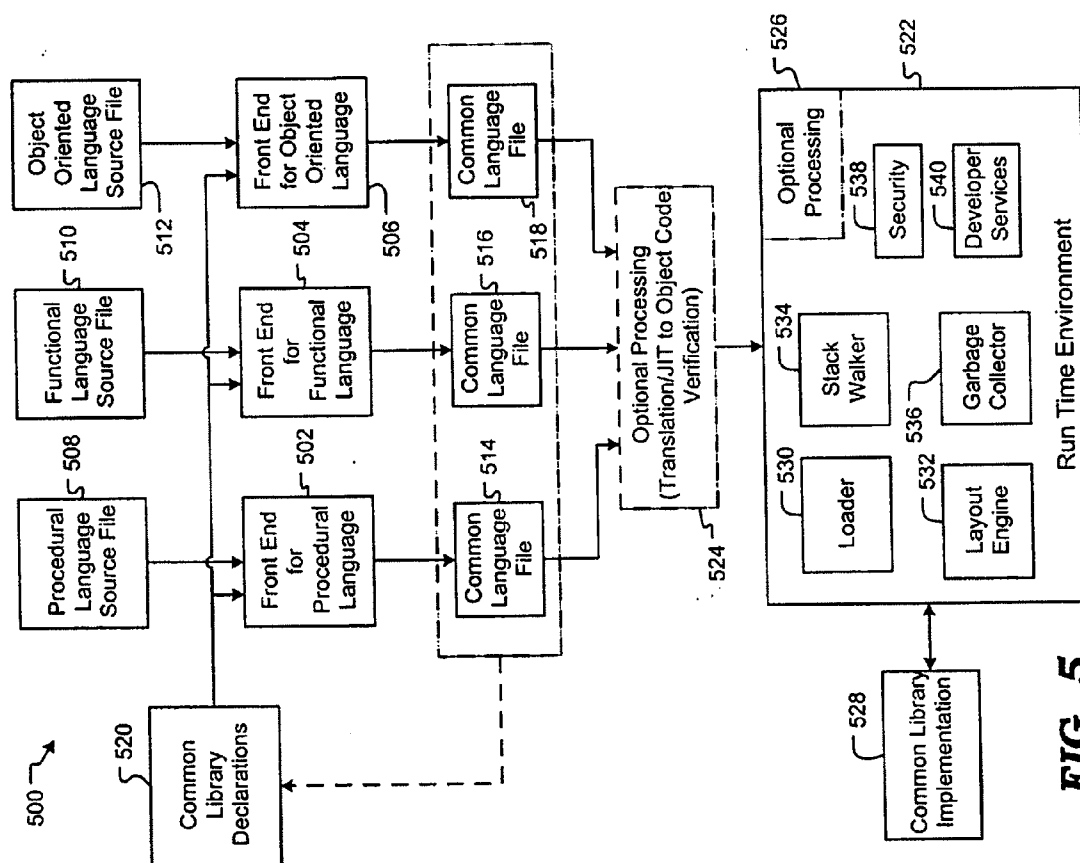 500
520
Common
Library
Declarations
508
Procedural
Language
Source File
510
Functional
Language
Source File
512
Object
Oriented
Language
Source File
502
Front End
for
Procedural
Language
504
Front End
for
Functional
Language
506
Front End
for Object
Oriented
Language
514
Common
Language
File
516
Common
Language
File
518
Common
Language
File
524
Optional Processing
(Translation/JIT to Object Code;
Verification)
526
Optional
Processing
522
528
Common Library
Implementation
530
Loader
534
Stack
Walker
538
Security
532
Layout
Engine
536
Garbage
Collector
540
Developer
Services
Run Time Environment
FIG. 5